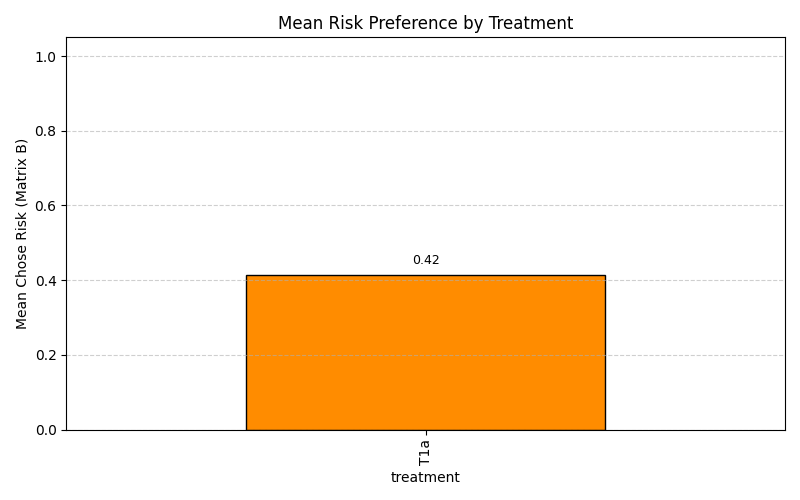 Mean Risk Preference by Treatment
Mean Chose Risk (Matrix B)
1.0
0.8
0.6
0.4
0.2
0.0
0.42
T1a
treatment